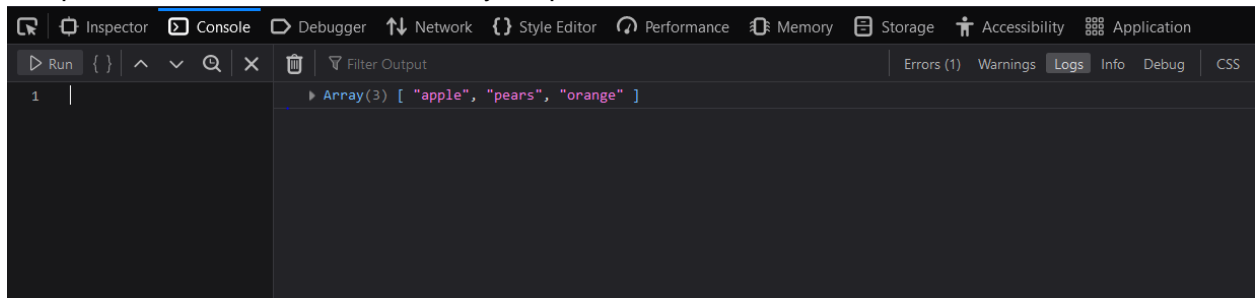 Inspector Console Debugger Network {} Style Editor Performance Memory Storage Accessibility Application
Run { } Filter Output Errors (1) Warnings Logs Info Debug CSS
1 Array(3) [ "apple", "pears", "orange" ]